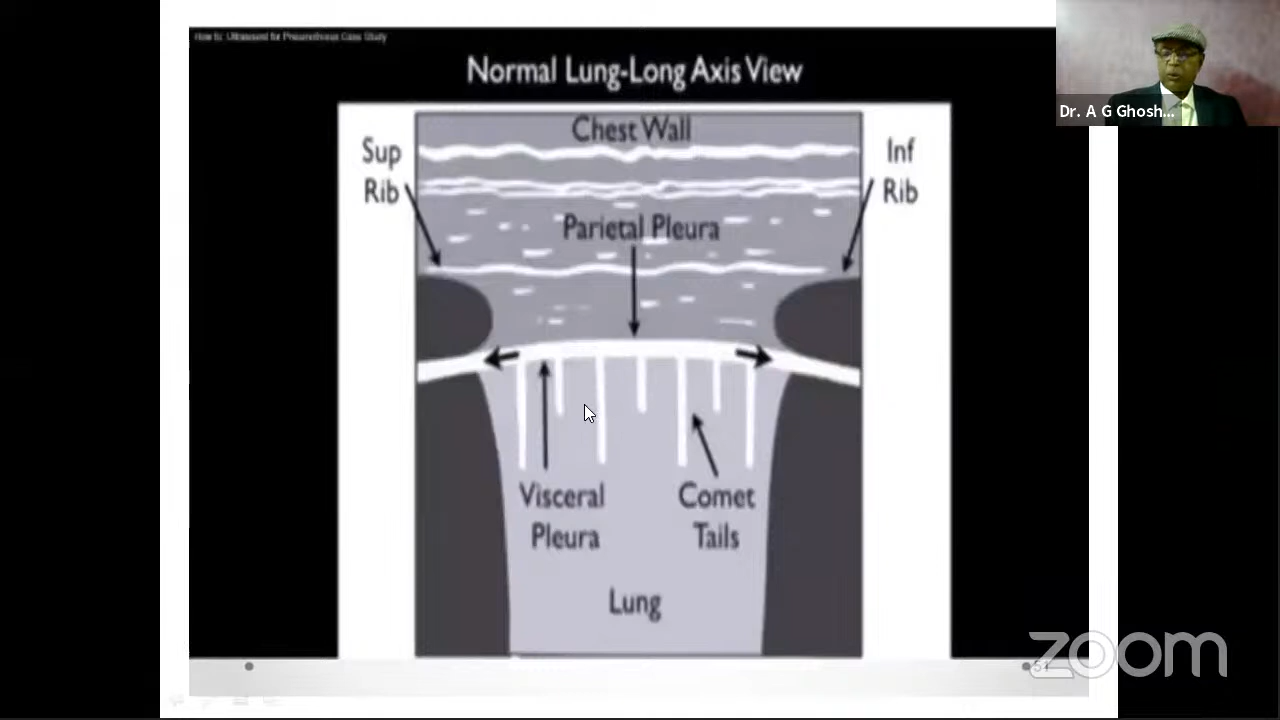 How to: Ultrasound for Pneumothorax Case Study
Normal Lung-Long Axis View
Dr. A G Ghosh...
Chest Wall
Sup
Rib
Inf
Rib
Parietal Pleura
Visceral
Pleura
Comet
Tails
Lung
51
zoom